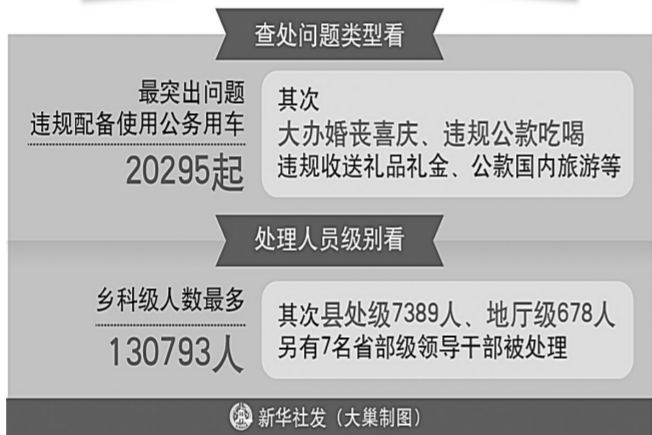 查处问题类型看
最突出问题
违规配备使用公务用车
20295起
其次
大办婚丧喜庆、违规公款吃喝
违规收送礼品礼金、公款国内旅游等
处理人员级别看
乡科级人数最多
130793人
其次县处级7389人、地厅级678人
另有7名省部级领导干部被处理
新华社发（大巢制图）